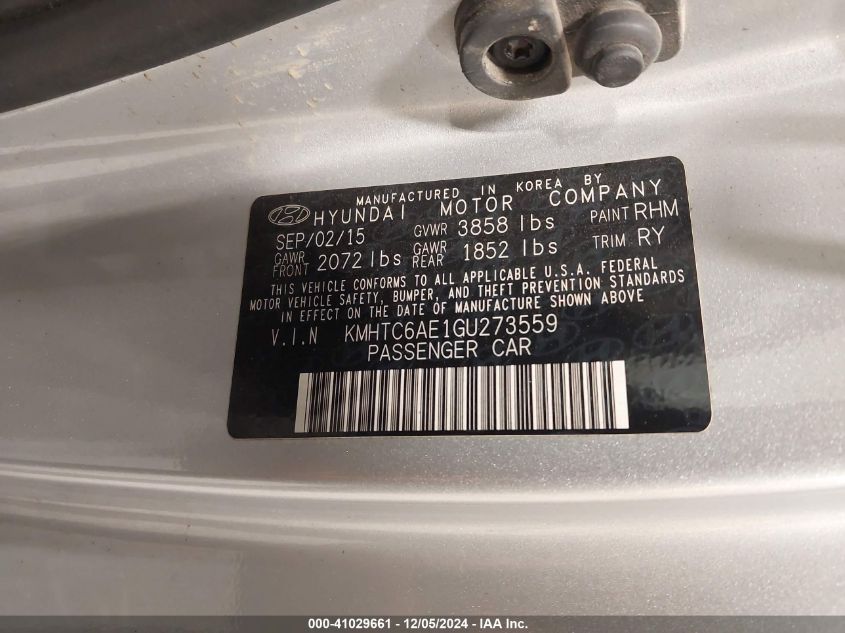 MANUFACTURED IN KOREA BY
HYUNDAI MOTOR COMPANY
SEP/02/15 GVWR 3858 lbs PAINT RHM
GAWR FRONT 2072 lbs GAWR REAR 1852 lbs TRIM RY
THIS VEHICLE CONFORMS TO ALL APPLICABLE U.S.A. FEDERAL
MOTOR VEHICLE SAFETY, BUMPER, AND THEFT PREVENTION STANDARDS
IN EFFECT ON THE DATE OF MANUFACTURE SHOWN ABOVE
V.I.N KMHTC6AE1GU273559
PASSENGER CAR
000-41029661 - 12/05/2024 - IAA Inc.